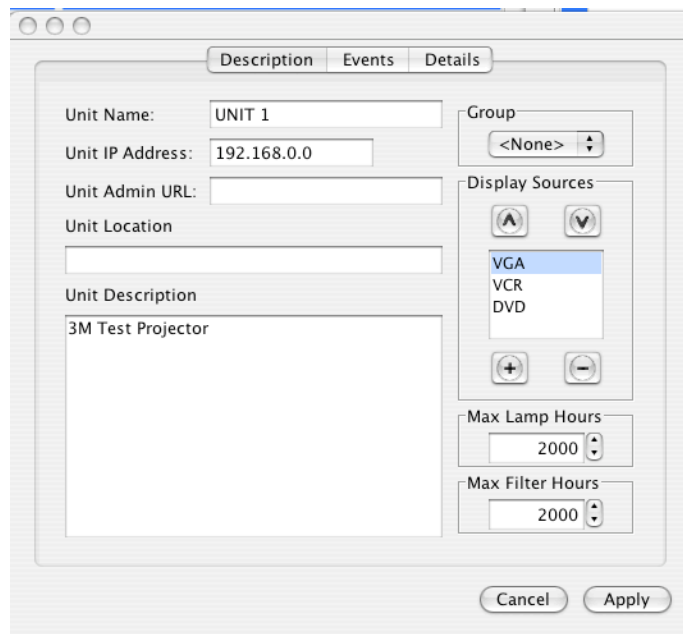 Description Events Details
Unit Name: UNIT 1
Unit IP Address: 192.168.0.0
Unit Admin URL:
Unit Location
Unit Description
3M Test Projector
Group
<None>
Display Sources
VGA
VCR
DVD
Max Lamp Hours
2000
Max Filter Hours
2000
Cancel Apply